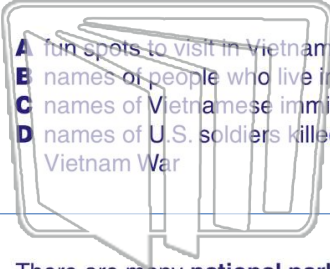 A fun spots to visit in Vietnam
B names of people who live
C names of Vietnamese
D names of U.S. soldiers
Vietnam War
There are many national